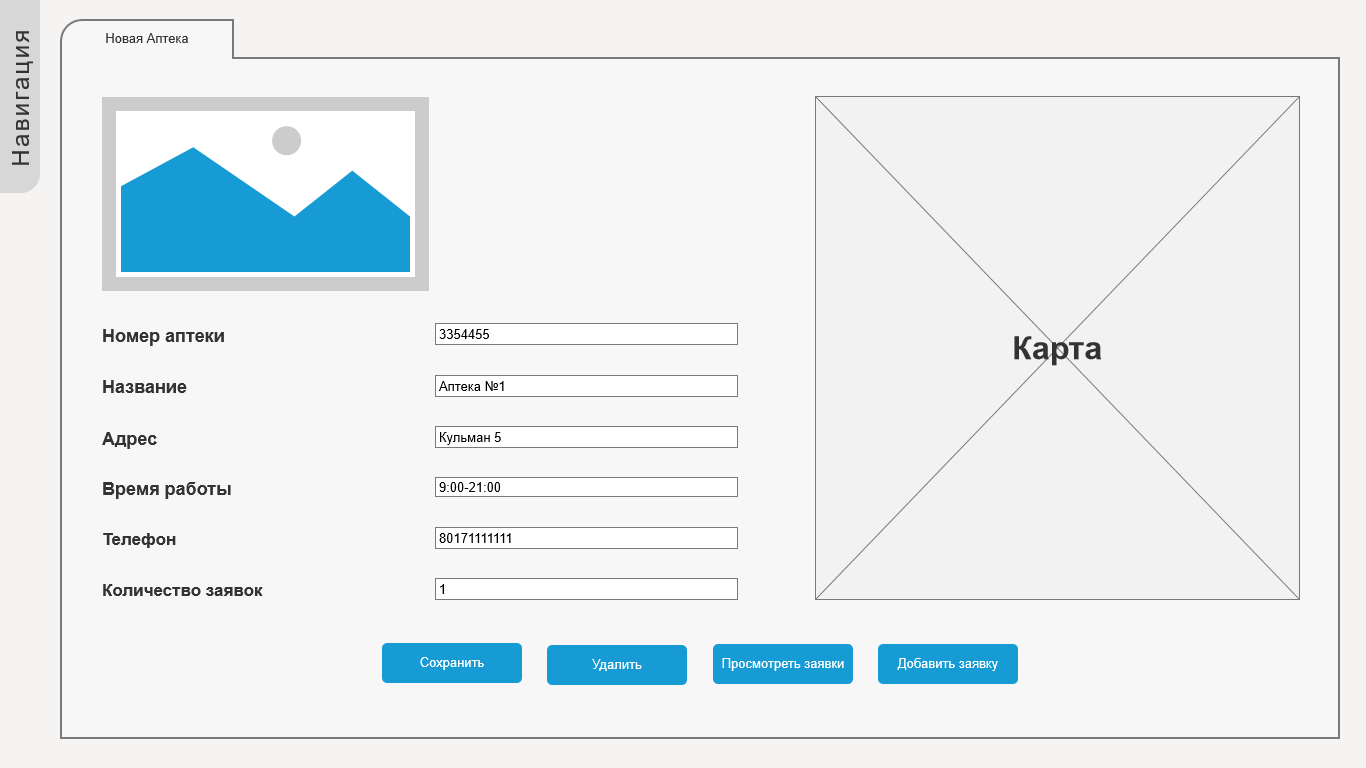 Навигация
Новая Аптека
Номер аптеки
3354455
Название
Аптека №1
Адрес
Кульман 5
Время работы
9:00-21:00
Телефон
80171111111
Количество заявок
1
Карта
Сохранить
Удалить
Просмотреть заявки
Добавить заявку